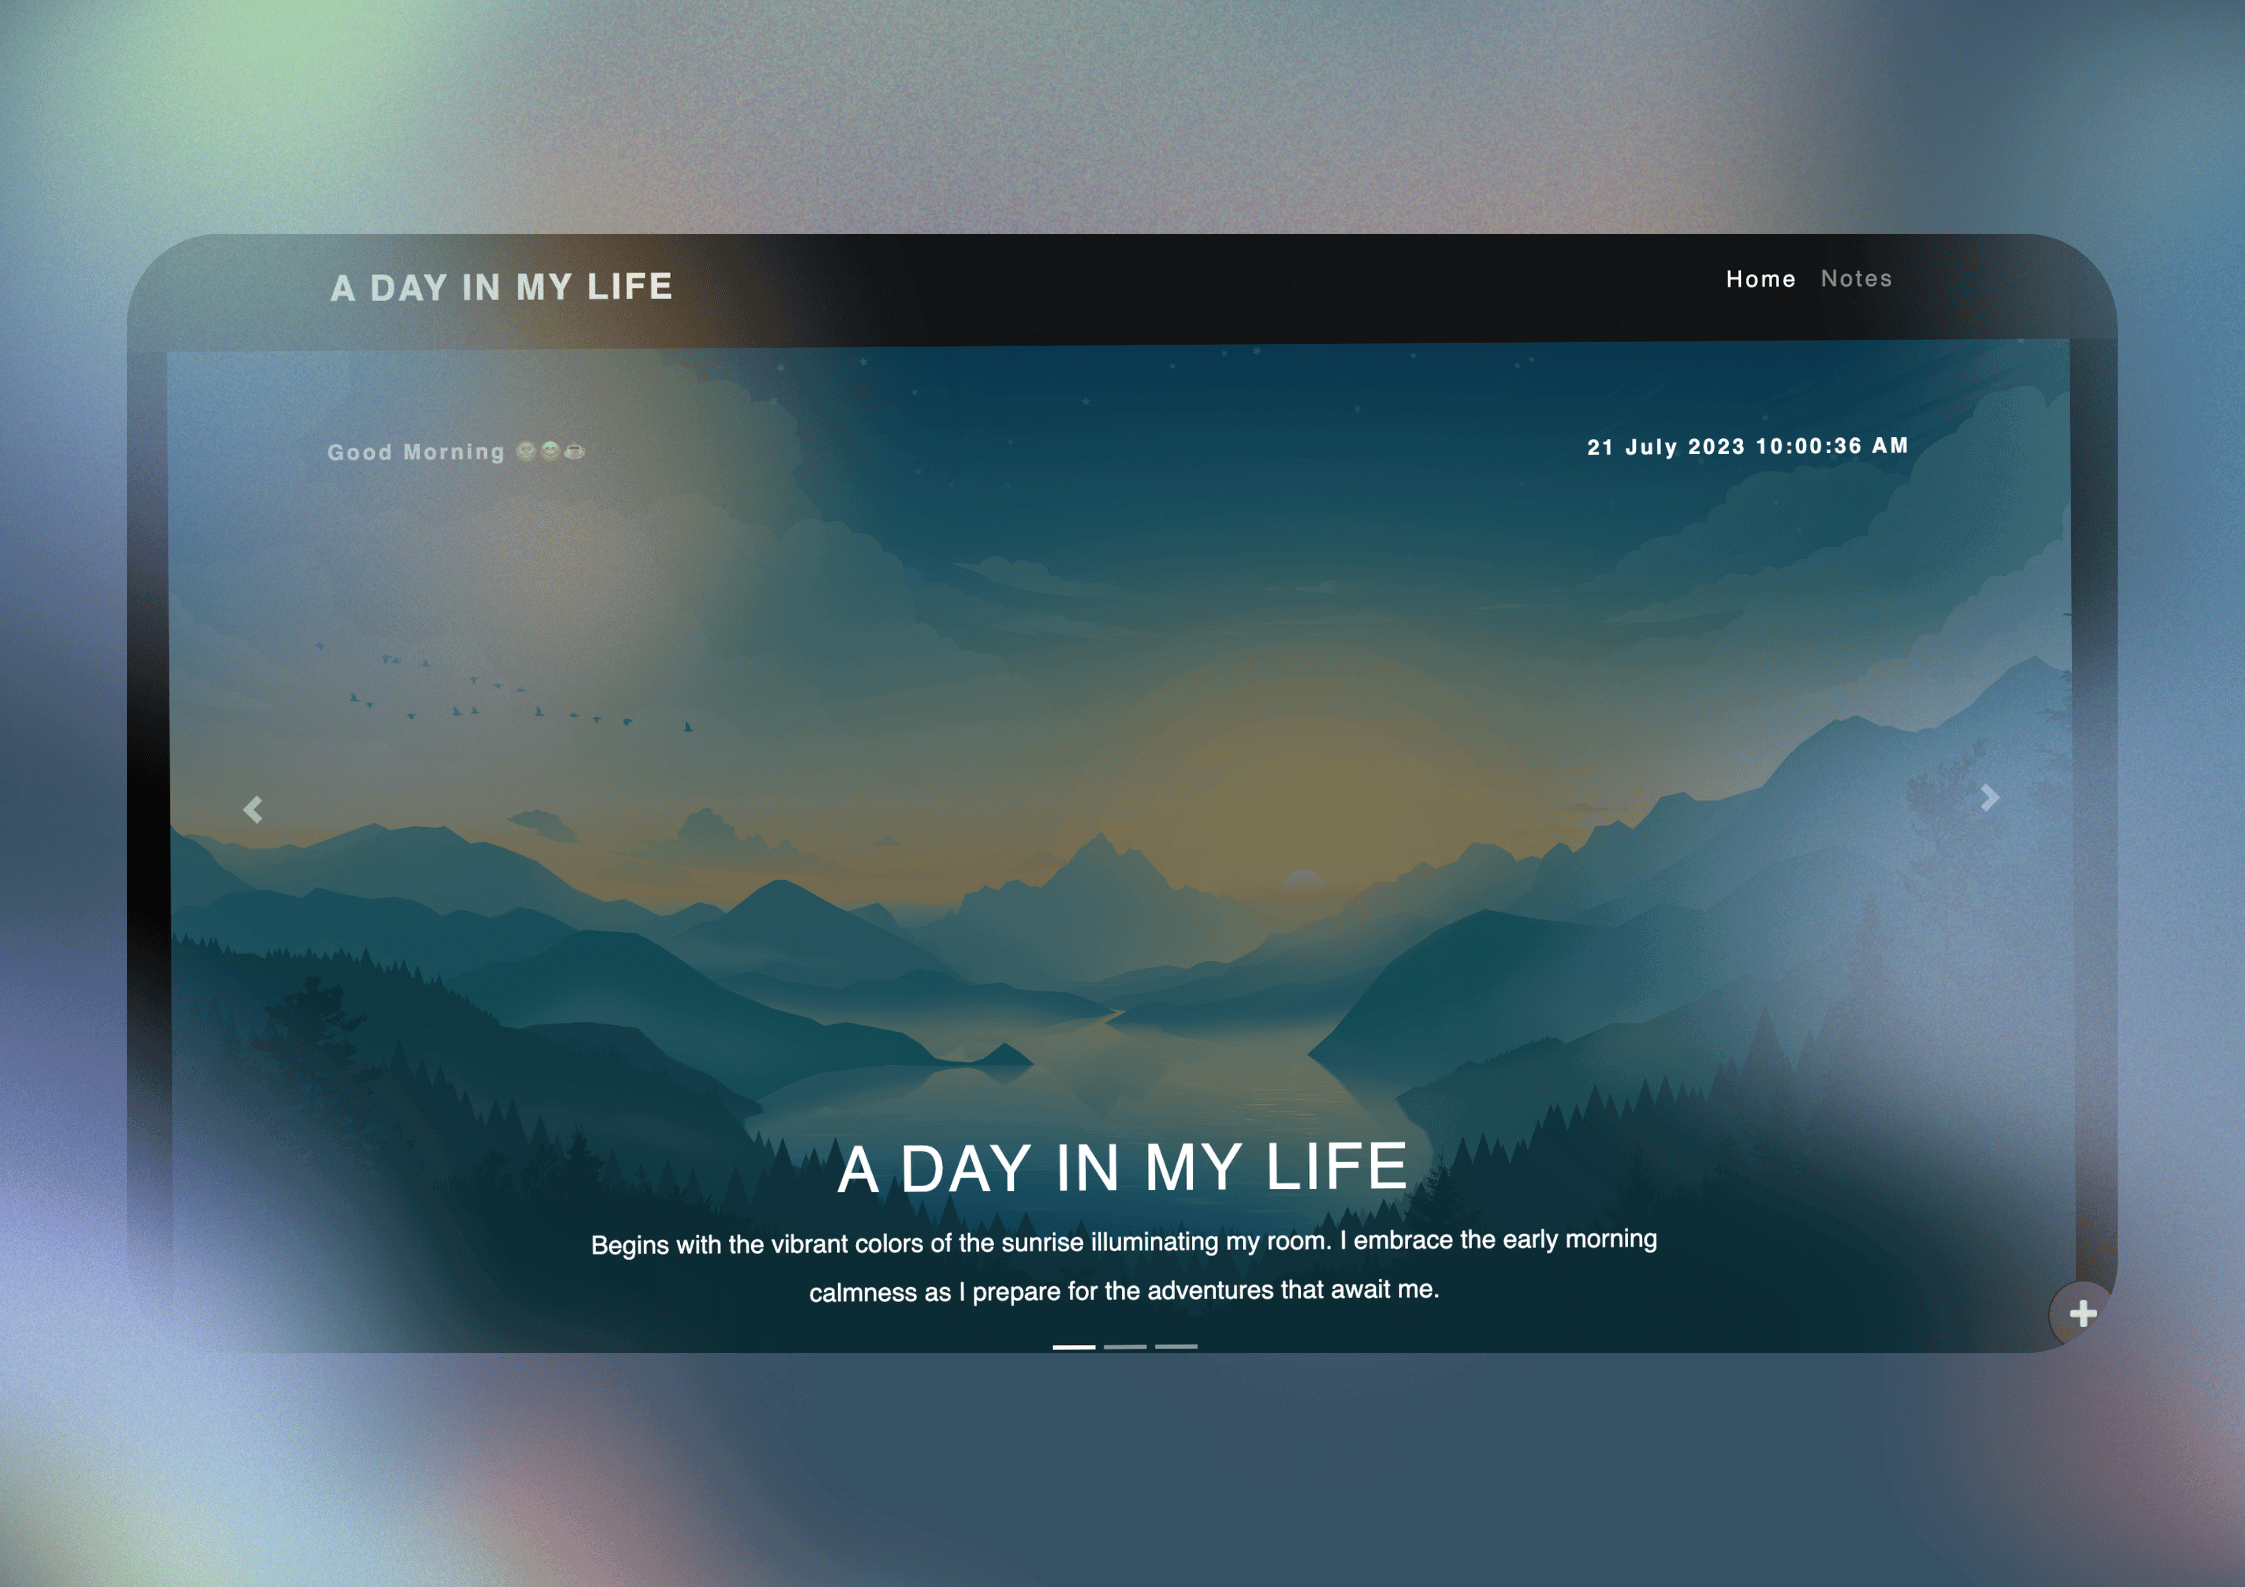 A DAY IN MY LIFE
Home Notes
Good Morning 🌞😊☕
21 July 2023 10:00:36 AM
A DAY IN MY LIFE
Begins with the vibrant colors of the sunrise illuminating my room. I embrace the early morning
calmness as I prepare for the adventures that await me.